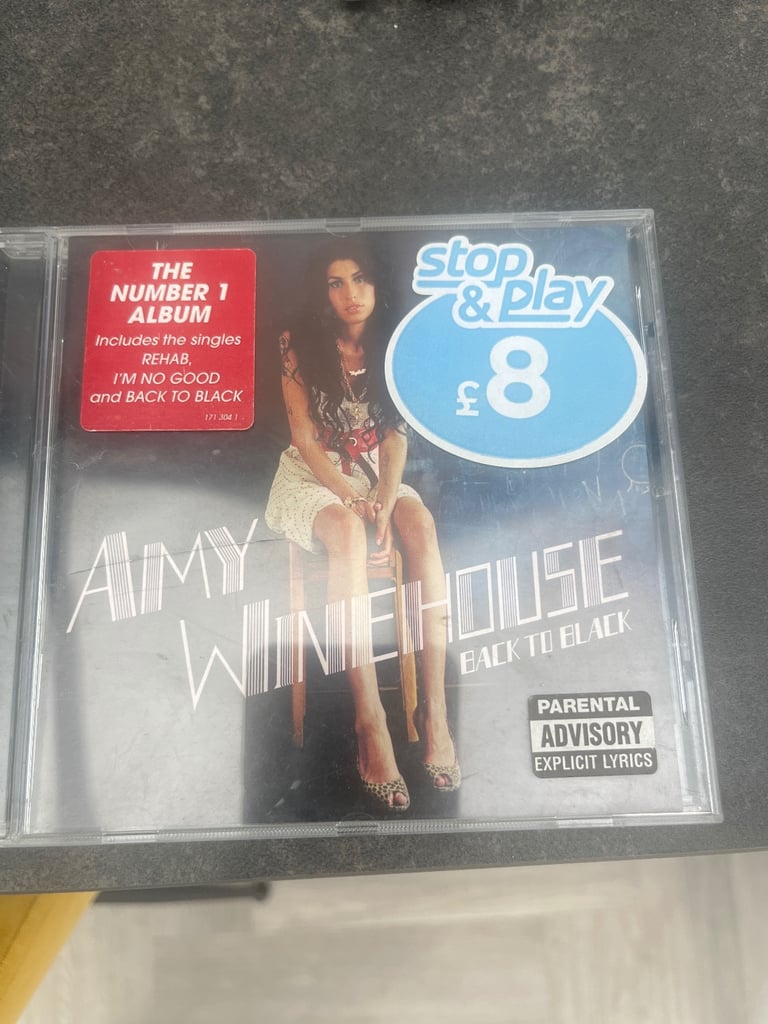 THE
NUMBER 1
ALBUM
Includes the singles
REHAB,
I'M NO GOOD
and BACK TO BLACK
171 304 1
stop
& play
£8
AMY
WINEHOUSE
BACK TO BLACK
PARENTAL
ADVISORY
EXPLICIT LYRICS